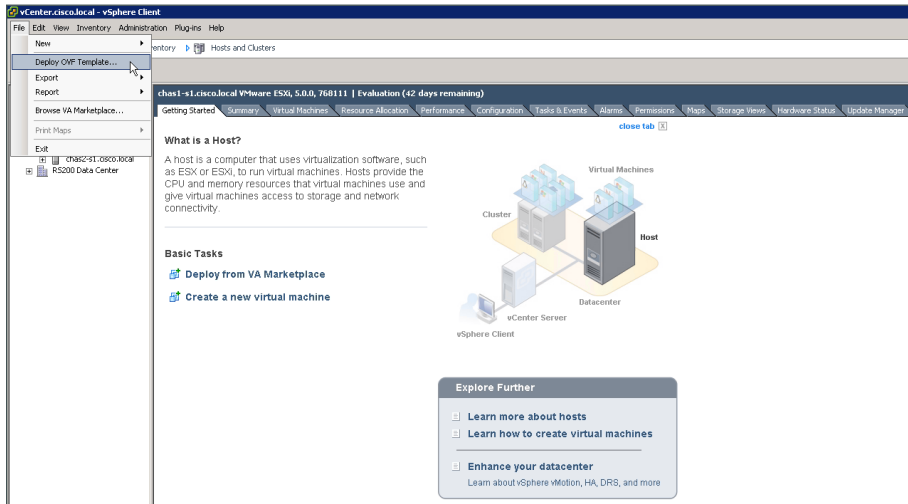 vCenter.cisco.local - vSphere Client
File Edit View Inventory Administration Plug-ins Help
New
Deploy OVF Template...
Export
Report
Browse VA Marketplace...
Print Maps
Exit
Hosts and Clusters
chas2-s1.cisco.local
RS200 Data Center
chas1-s1.cisco.local VMware ESXi, 5.0.0, 768111 | Evaluation (42 days remaining)
Getting Started Summary Virtual Machines Resource Allocation Performance Configuration Tasks & Events Alarms Permissions Maps Storage Views Hardware Status Update Manager
close tab
What is a Host?
A host is a computer that uses virtualization software, such
as ESX or ESXi, to run virtual machines. Hosts provide the
CPU and memory resources that virtual machines use and
give virtual machines access to storage and network
connectivity.
Basic Tasks
Deploy from VA Marketplace
Create a new virtual machine
Virtual Machines
Cluster
Host
Datacenter
vCenter Server
vSphere Client
Explore Further
Learn more about hosts
Learn how to create virtual machines
Enhance your datacenter
Learn about vSphere vMotion, HA, DRS, and more